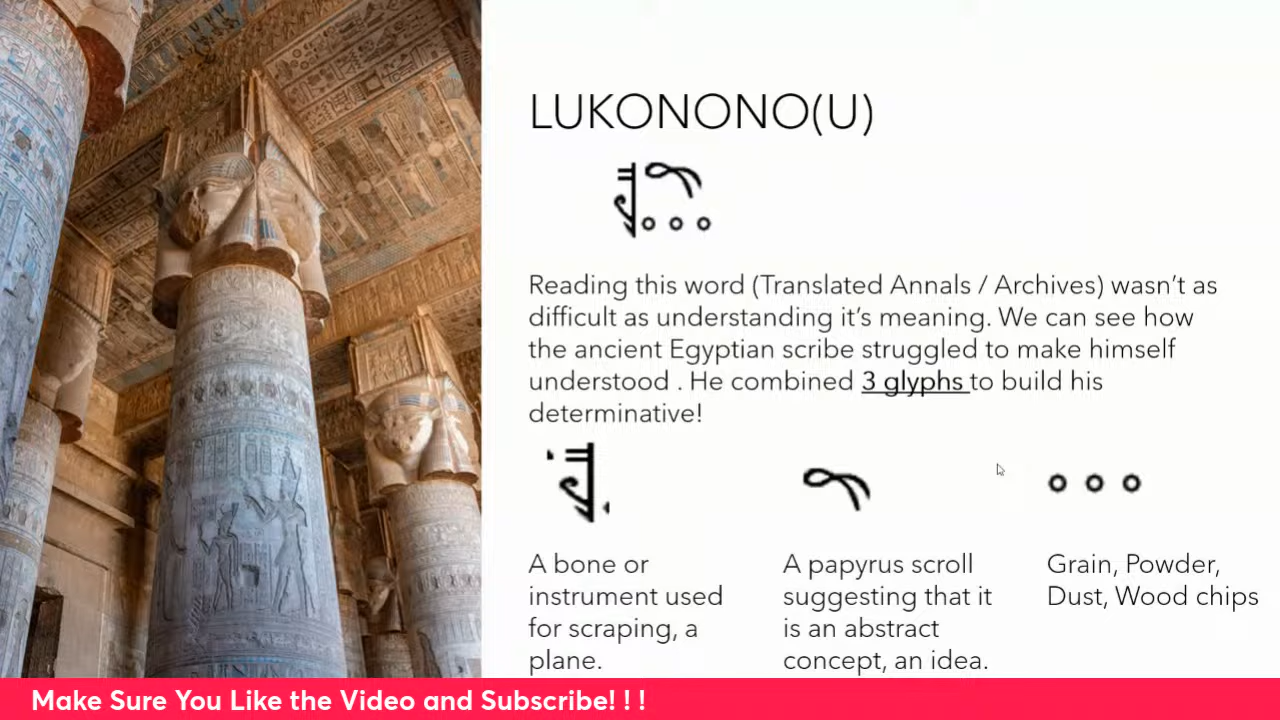 LUKONONO(U)
Reading this word (Translated Annals / Archives) wasn't as
difficult as understanding it's meaning. We can see how
the ancient Egyptian scribe struggled to make himself
understood . He combined 3 glyphs to build his
determinative!
A bone or
instrument used
for scraping, a
plane.
A papyrus scroll
suggesting that it
is an abstract
concept, an idea.
Grain, Powder,
Dust, Wood chips
Make Sure You Like the Video and Subscribe! ! !